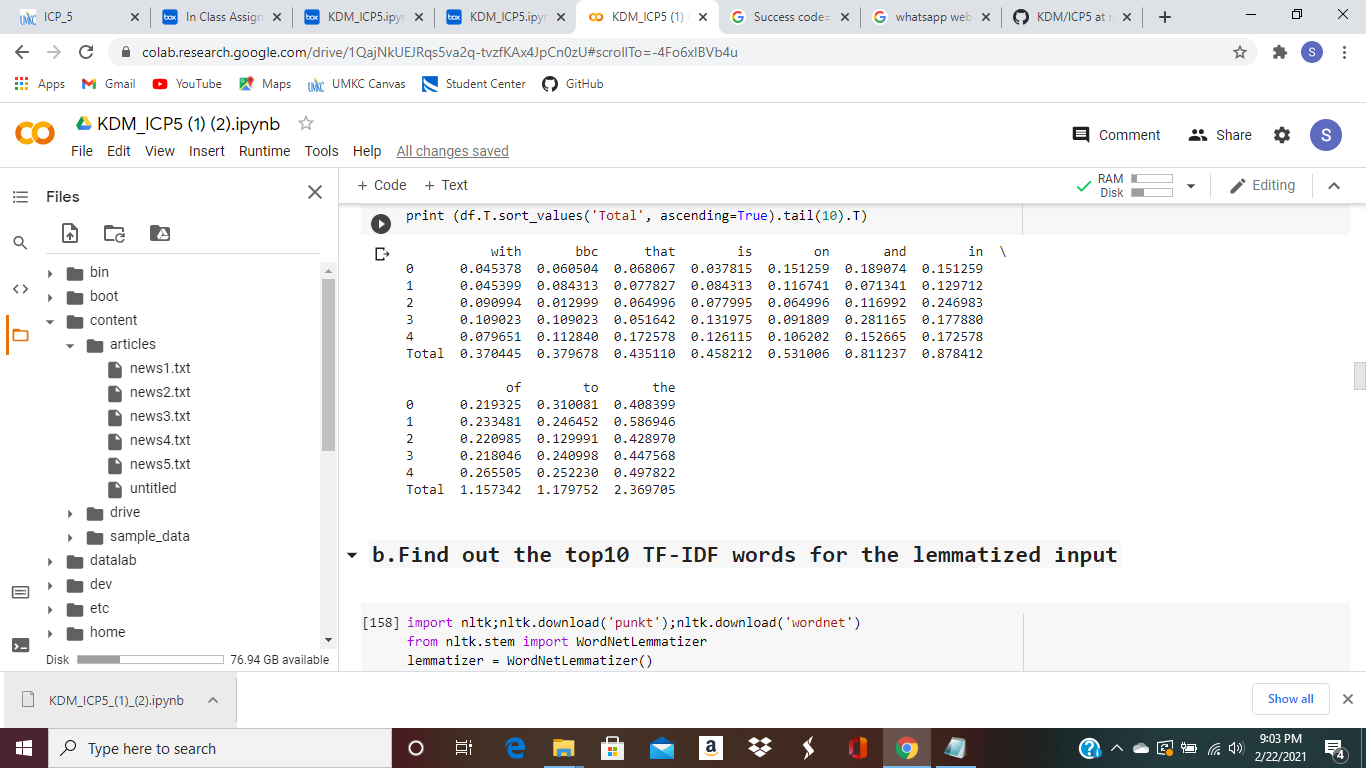 ICP_5
In Class Assign
KDM_ICP5.ipyn
KDM_ICP5.ipyn
KDM_ICP5 (1) (
Success code=
whatsapp web
KDM/ICP5 at
colab.research.google.com/drive/1QajNkUEJRqs5va2q-tvzfKAx4JpCn0zU#scrollTo=-4Fo6xlBVb4u
S
Apps
Gmail
YouTube
Maps
UMKC Canvas
Student Center
GitHub
KDM_ICP5 (1) (2).ipynb
File Edit View Insert Runtime Tools Help All changes saved
Comment
Share
S
Files
+ Code + Text
RAM
Disk
Editing
bin
boot
content
articles
news1.txt
news2.txt
news3.txt
news4.txt
news5.txt
untitled
drive
sample_data
datalab
dev
etc
home
Disk 76.94 GB available
print (df.T.sort_values('Total', ascending=True).tail(10).T)
with bbc that is on and in \
0 0.045378 0.060504 0.068067 0.037815 0.151259 0.189074 0.151259
1 0.045399 0.084313 0.077827 0.084313 0.116741 0.071341 0.129712
2 0.090994 0.012999 0.064996 0.077995 0.064996 0.116992 0.246983
3 0.109023 0.109023 0.051642 0.131975 0.091809 0.281165 0.177880
4 0.079651 0.112840 0.172578 0.126115 0.106202 0.152665 0.172578
Total 0.370445 0.379678 0.435110 0.458212 0.531006 0.811237 0.878412
of to the
0 0.219325 0.310081 0.408399
1 0.233481 0.246452 0.586946
2 0.220985 0.129991 0.428970
3 0.218046 0.240998 0.447568
4 0.265505 0.252230 0.497822
Total 1.157342 1.179752 2.369705
b.Find out the top10 TF-IDF words for the lemmatized input
[158] import nltk;nltk.download('punkt');nltk.download('wordnet')
from nltk.stem import WordNetLemmatizer
lemmatizer = WordNetLemmatizer()
KDM_ICP5_(1)_(2).ipynb
Show all
Type here to search
9:03 PM
2/22/2021
4